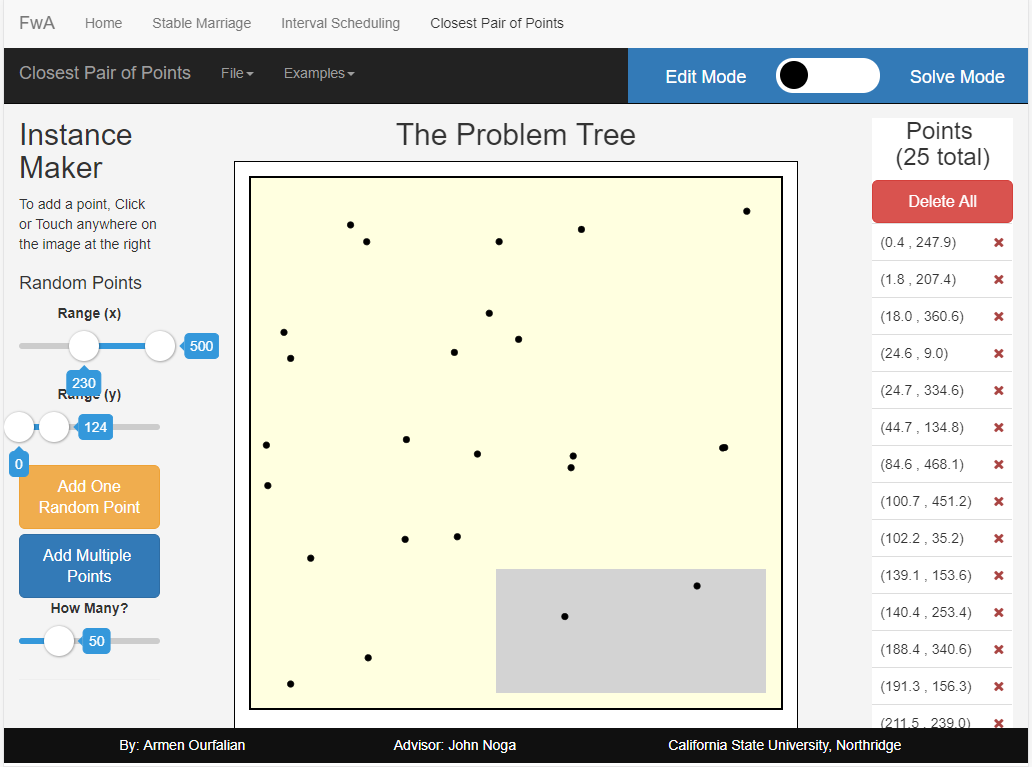 FwA Home Stable Marriage Interval Scheduling Closest Pair of Points
Closest Pair of Points File Examples Edit Mode Solve Mode
Instance
Maker
To add a point, Click
or Touch anywhere on
the image at the right
Random Points
Range (x)
500
230
Range (y)
124
0
Add One
Random Point
Add Multiple
Points
How Many?
50
The Problem Tree
Points
(25 total)
Delete All
(0.4 , 247.9)
(1.8 , 207.4)
(18.0 , 360.6)
(24.6 , 9.0)
(24.7 , 334.6)
(44.7 , 134.8)
(84.6 , 468.1)
(100.7 , 451.2)
(102.2 , 35.2)
(139.1 , 153.6)
(140.4 , 253.4)
(188.4 , 340.6)
(191.3 , 156.3)
(211.5 , 239.0)
By: Armen Ourfalian Advisor: John Noga California State University, Northridge